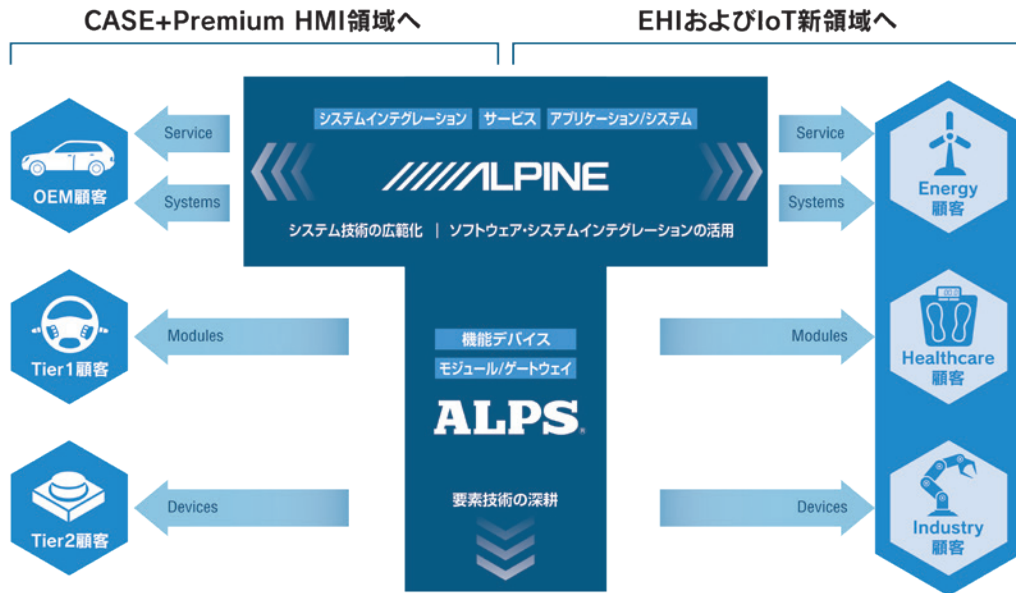 CASE+Premium HMI領域へ
EHIおよびIoT新領域へ
システムインテグレーション サービス アプリケーション/システム
ALPINE
システム技術の広範化 | ソフトウェア・システムインテグレーションの活用
機能デバイス
モジュール/ゲートウェイ
ALPS®
要素技術の深耕
Service
OEM顧客
Systems
Modules
Tier1顧客
Devices
Tier2顧客
Service
Systems
Energy
顧客
Modules
Healthcare
顧客
Devices
Industry
顧客